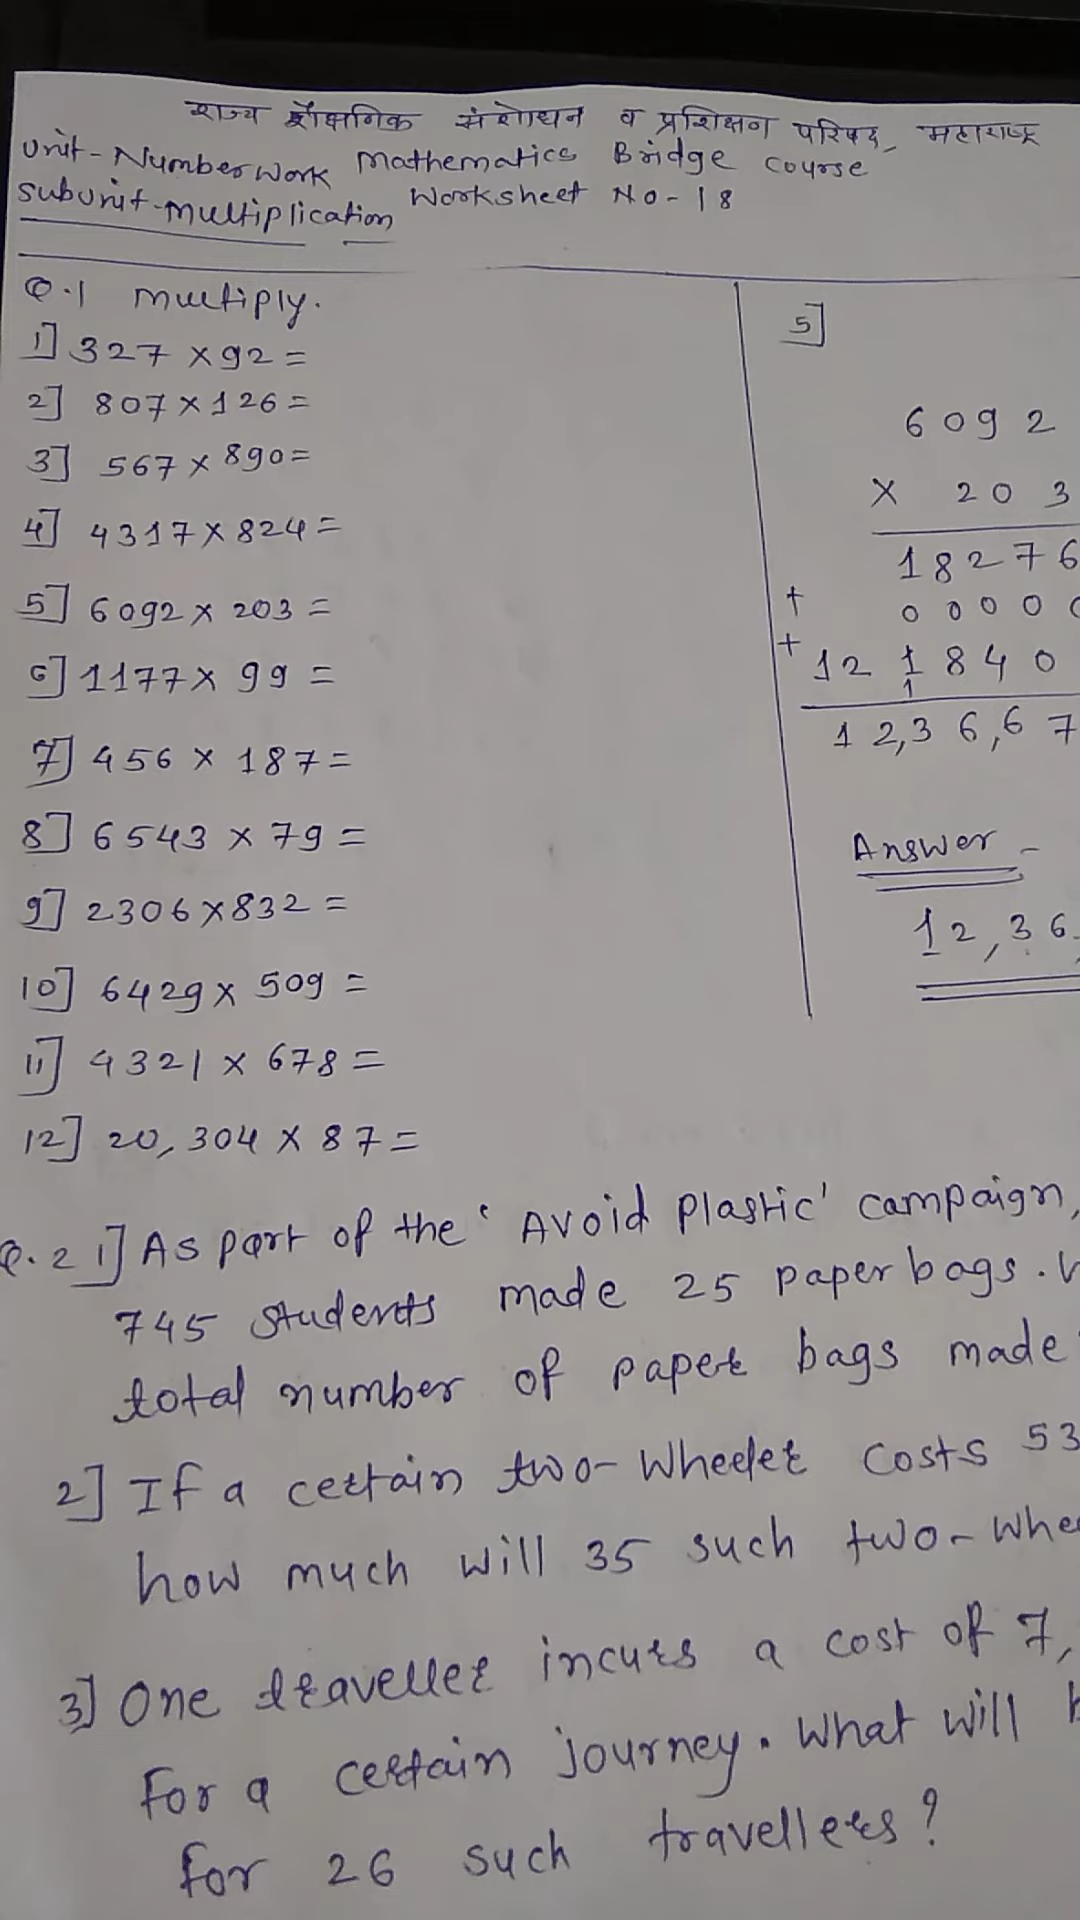 राज्य शैक्षणिक संशोधन व प्रशिक्षण परिषद, महाराष्ट्र
Unit-Number work Mathematics Bridge course
Subunit-multiplication Worksheet No-18
Q.1 multiply.
1] 327 x 92 =
2] 807 x 126 =
3] 567 x 890 =
4] 4317 x 824 =
5] 6092 x 203 =
6] 1177 x 99 =
7] 456 x 187 =
8] 6543 x 79 =
9] 2306 x 832 =
10] 6429 x 509 =
11] 4321 x 678 =
12] 20,304 x 87 =
5]
6092
x 203
18276
+ 0000
+ 121840
1
12,36,67
Answer -
12,36
Q.2 1] As part of the 'Avoid plastic' campaign,
745 students made 25 paper bags.
total number of paper bags made
2] If a certain two-wheeler costs 53
how much will 35 such two-whe
3] One traveller incurs a cost of 7,
For a certain journey. What will
for 26 such travellers?